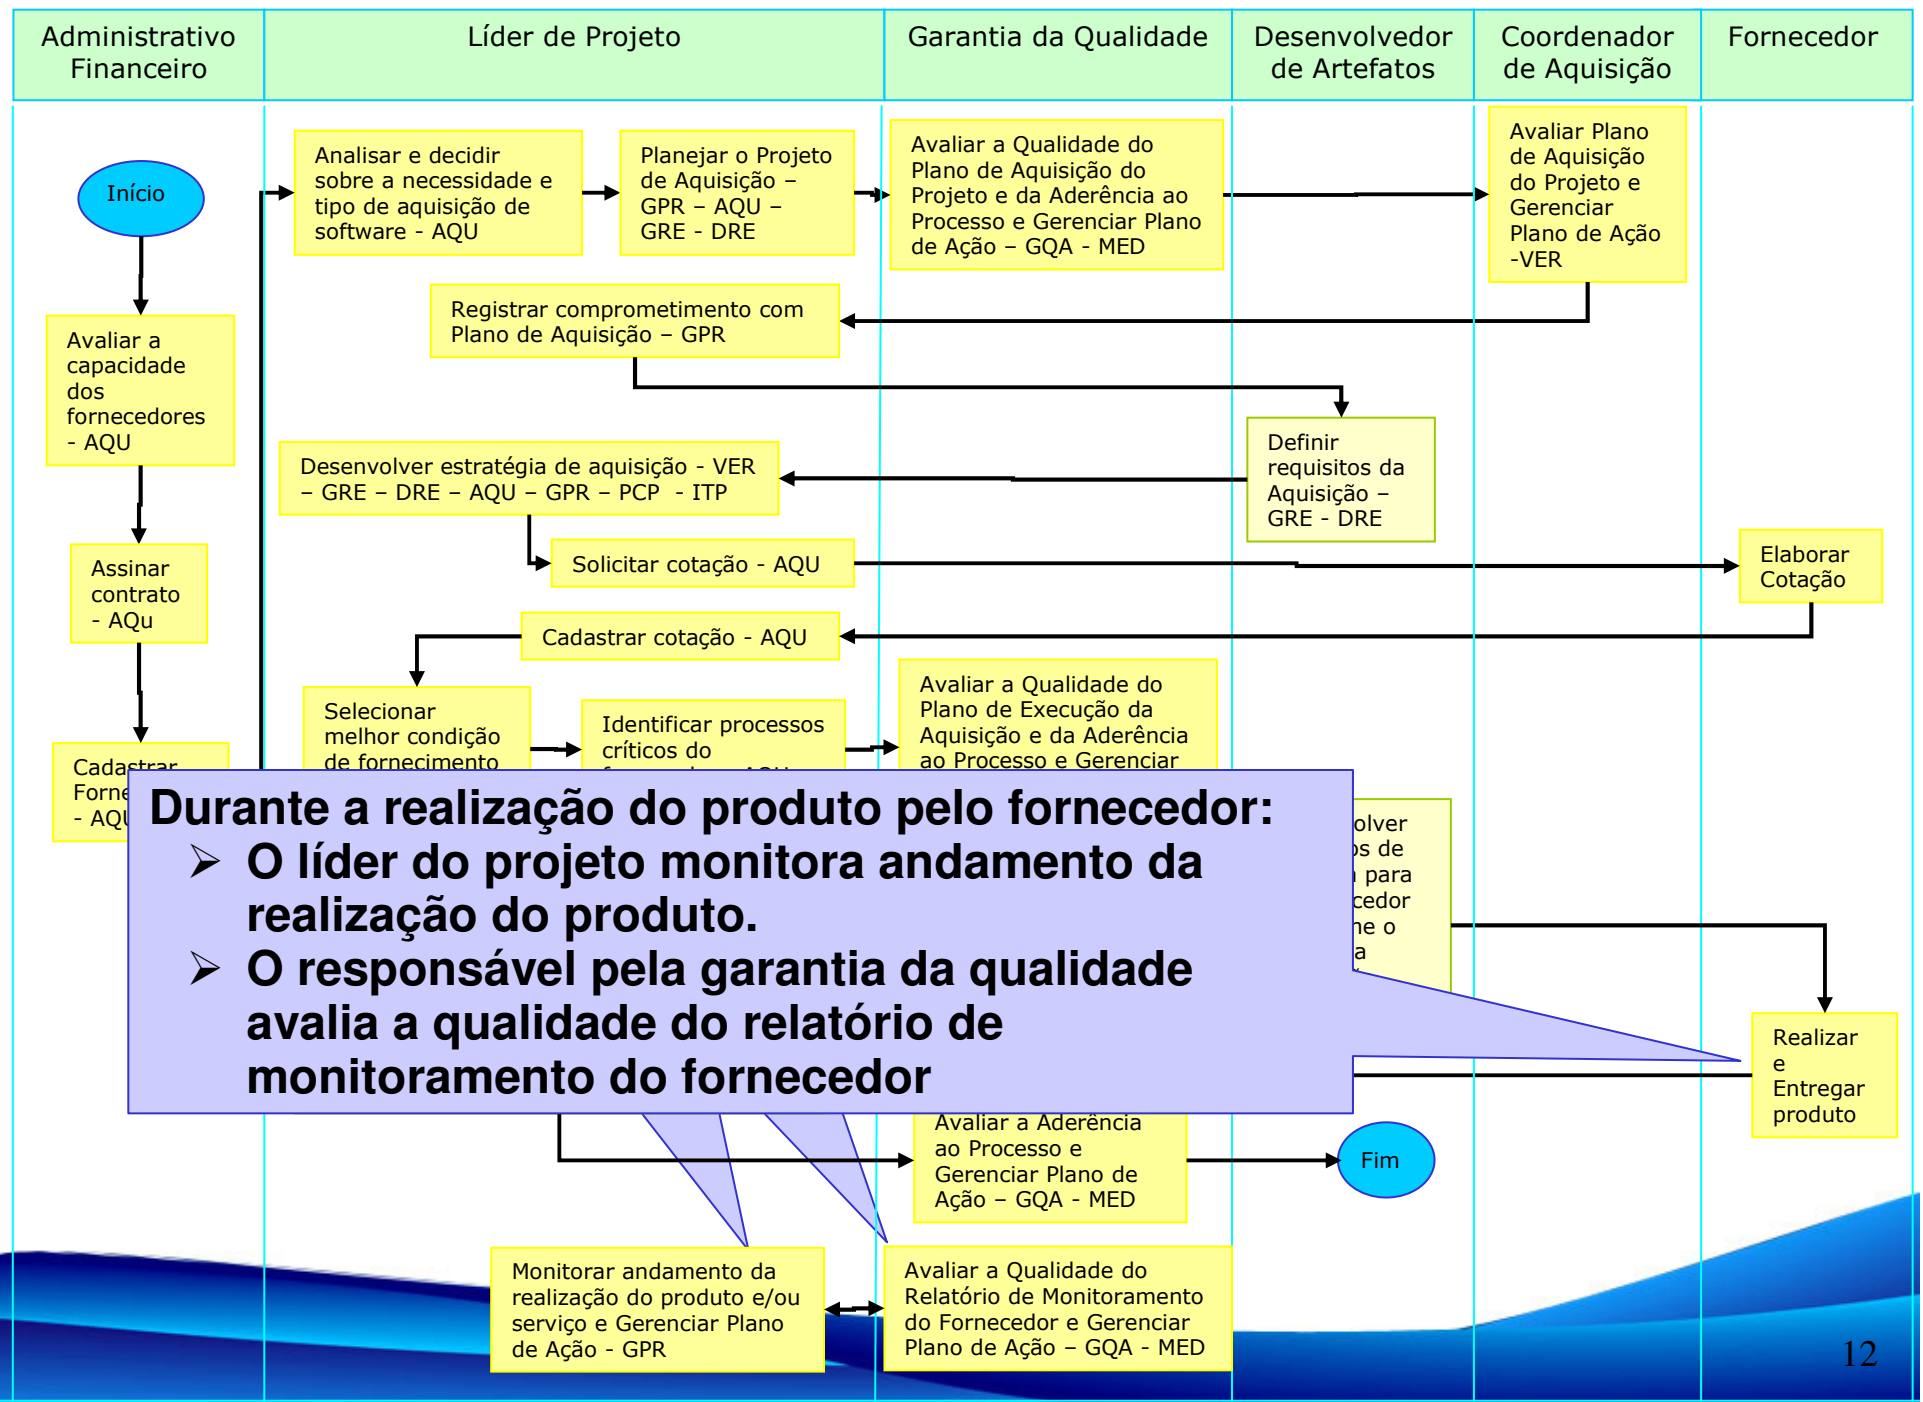 Administrativo
Financeiro
Líder de Projeto
Garantia da Qualidade
Desenvolvedor
de Artefatos
Coordenador
de Aquisição
Fornecedor
Início
Analisar e decidir
sobre a necessidade e
tipo de aquisição de
software - AQU
Planejar o Projeto
de Aquisição –
GPR – AQU –
GRE - DRE
Avaliar a Qualidade do
Plano de Aquisição do
Projeto e da Aderência ao
Processo e Gerenciar Plano
de Ação – GQA - MED
Avaliar Plano
de Aquisição
do Projeto e
Gerenciar
Plano de Ação
-VER
Registrar comprometimento com
Plano de Aquisição – GPR
Avaliar a
capacidade
dos
fornecedores
- AQU
Definir
requisitos da
Aquisição –
GRE - DRE
Desenvolver estratégia de aquisição - VER
– GRE – DRE – AQU – GPR – PCP - ITP
Solicitar cotação - AQU
Elaborar
Cotação
Assinar
contrato
- AQu
Cadastrar cotação - AQU
Selecionar
melhor condição
de fornecimento
Identificar processos
críticos do
Avaliar a Qualidade do
Plano de Execução da
Aquisição e da Aderência
ao Processo e Gerenciar
Cadastrar
Durante a realização do produto pelo fornecedor:
➢ O líder do projeto monitora andamento da
realização do produto.
➢ O responsável pela garantia da qualidade
avalia a qualidade do relatório de
monitoramento do fornecedor
olver
de
para
cedor
o
a
Realizar
e
Entregar
produto
Avaliar a Aderência
ao Processo e
Gerenciar Plano de
Ação – GQA - MED
Fim
Monitorar andamento da
realização do produto e/ou
serviço e Gerenciar Plano
de Ação - GPR
Avaliar a Qualidade do
Relatório de Monitoramento
do Fornecedor e Gerenciar
Plano de Ação – GQA - MED
12